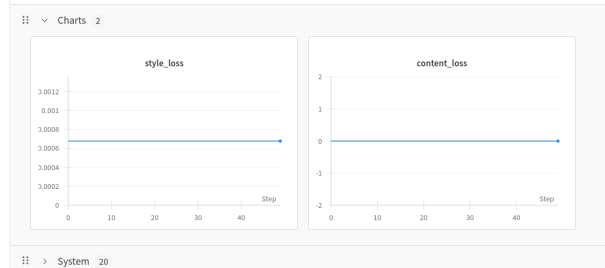 Charts 2
style_loss
0.0012
0.001
0.0008
0.0006
0.0004
0.0002
0
Step
0 10 20 30 40
content_loss
2
1
0
-1
-2
Step
0 10 20 30 40
System 20